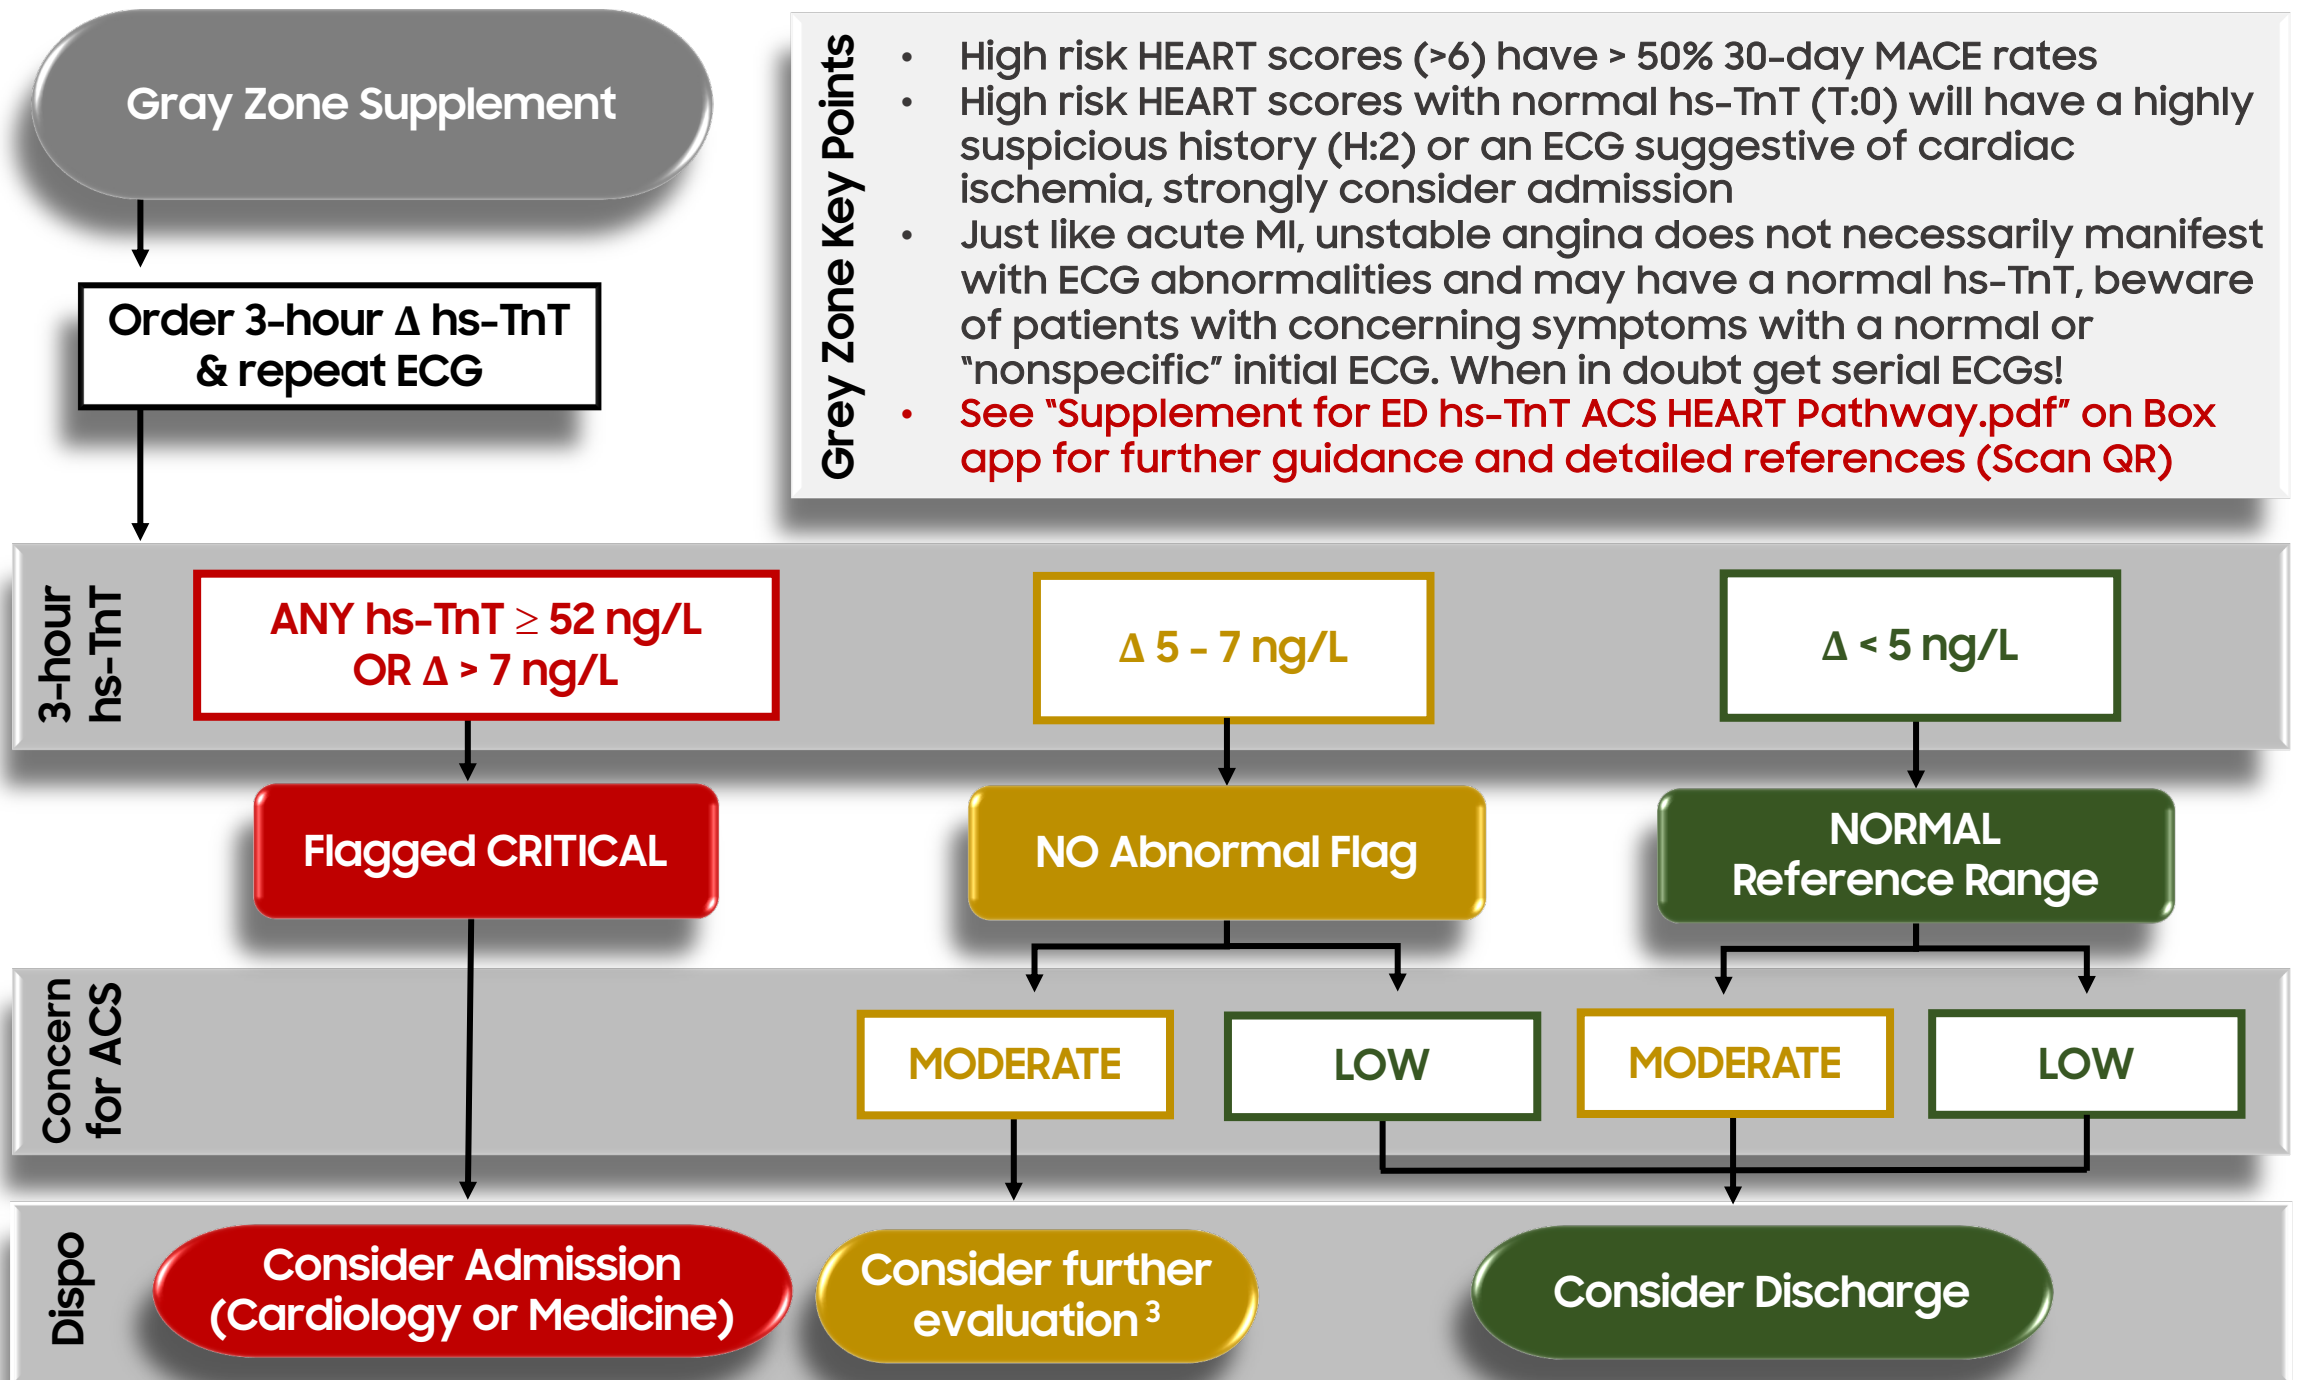 Gray Zone Supplement
Order 3-hour Δ hs-TnT
& repeat ECG
Grey Zone Key Points
• High risk HEART scores (>6) have > 50% 30-day MACE rates
• High risk HEART scores with normal hs-TnT (T:0) will have a highly
suspicious history (H:2) or an ECG suggestive of cardiac
ischemia, strongly consider admission
• Just like acute MI, unstable angina does not necessarily manifest
with ECG abnormalities and may have a normal hs-TnT, beware
of patients with concerning symptoms with a normal or
"nonspecific" initial ECG. When in doubt get serial ECGs!
• See "Supplement for ED hs-TnT ACS HEART Pathway.pdf" on Box
app for further guidance and detailed references (Scan QR)
3-hour
hs-TnT
ANY hs-TnT ≥ 52 ng/L
OR Δ > 7 ng/L
Δ 5 - 7 ng/L
Δ < 5 ng/L
Flagged CRITICAL
NO Abnormal Flag
NORMAL
Reference Range
Concern
for ACS
MODERATE
LOW
MODERATE
LOW
Dispo
Consider Admission
(Cardiology or Medicine)
Consider further
evaluation ³
Consider Discharge